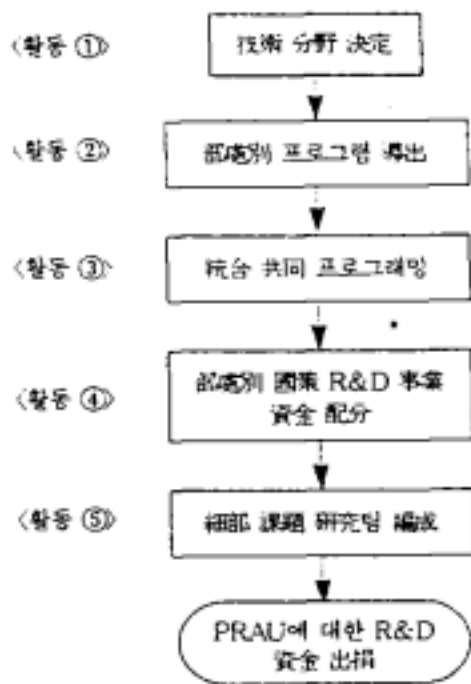 〈활동 ①〉
技術 分野 決定
〈활동 ②〉
部處別 프로그램 導出
〈활동 ③〉
統合 共同 프로그래밍
〈활동 ④〉
部處別 國策 R&D 事業
資金 配分
〈활동 ⑤〉
細部 課題 硏究팀 編成
PRAU에 대한 R&D
資金 出捐